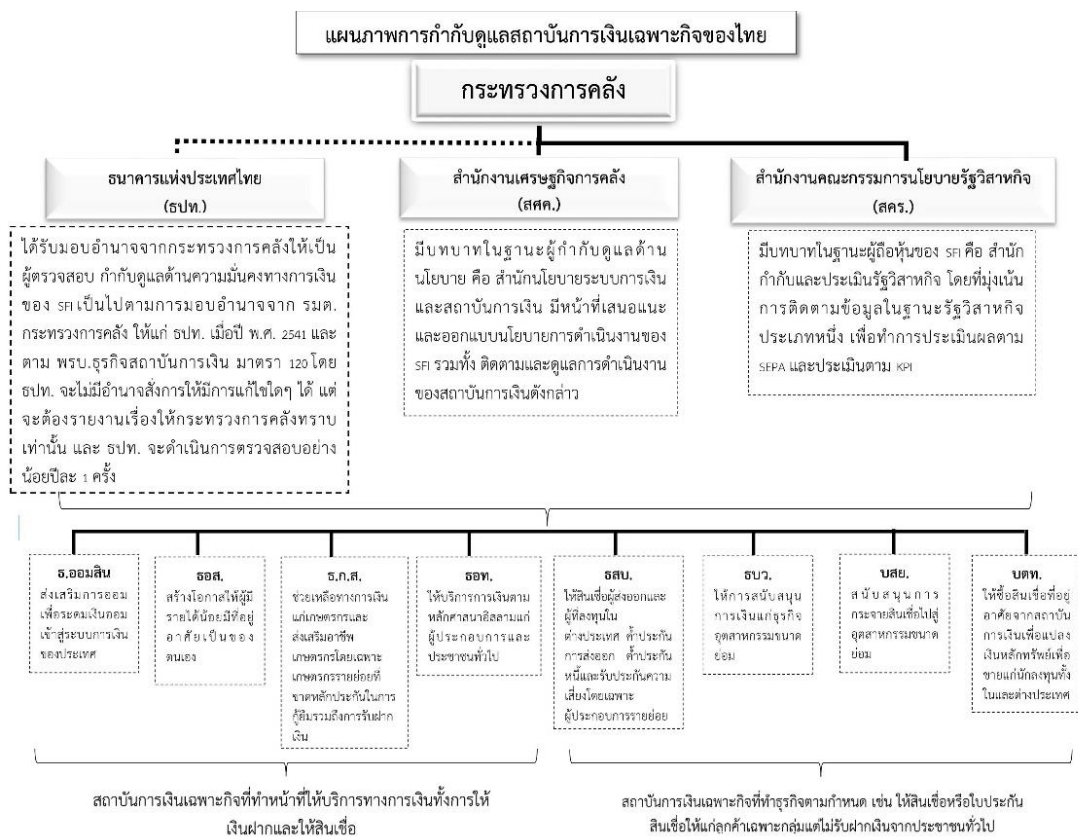 แผนภาพการกำกับดูแลสถาบันการเงินเฉพาะกิจของไทย
กระทรวงการคลัง
ธนาคารแห่งประเทศไทย
(ธปท.)
ได้รับมอบอำนาจจากกระทรวงการคลังให้เป็น
ผู้ตรวจสอบ กำกับดูแลด้านความมั่นคงทางการเงิน
ของ SFI เป็นไปตามการมอบอำนาจจาก รมต.
กระทรวงการคลัง ให้แก่ ธปท. เมื่อปี พ.ศ. 2541 และ
ตาม พรบ.ธุรกิจสถาบันการเงิน มาตรา 120 โดย
ธปท. จะไม่มีอำนาจสั่งการให้มีการแก้ไขใดๆ ได้ แต่
จะต้องรายงานเรื่องให้กระทรวงการคลังทราบ
เท่านั้น และ ธปท. จะดำเนินการตรวจสอบอย่าง
น้อยปีละ 1 ครั้ง
สำนักงานเศรษฐกิจการคลัง
(สศค.)
มีบทบาทในฐานะผู้กำกับดูแลด้าน
นโยบาย คือ สำนักนโยบายระบบการเงิน
และสถาบันการเงิน มีหน้าที่เสนอแนะ
และออกแบบนโยบายการดำเนินงานของ
SFI รวมทั้ง ติดตามและดูแลการดำเนินงาน
ของสถาบันการเงินดังกล่าว
สำนักงานคณะกรรมการนโยบายรัฐวิสาหกิจ
(สคร.)
มีบทบาทในฐานะผู้ถือหุ้นของ SFI คือ สำนัก
กำกับและประเมินรัฐวิสาหกิจ โดยที่มุ่งเน้น
การติดตามข้อมูลในฐานะรัฐวิสาหกิจ
ประเภทหนึ่ง เพื่อทำการประเมินผลตาม
SEPA และประเมินตาม KPI
ธ.ออมสิน
ส่งเสริมการออม
เพื่อระดมเงินออม
เข้าสู่ระบบการเงิน
ของประเทศ
ธอส.
สร้างโอกาสให้ผู้มี
รายได้น้อยมีที่อยู่
อาศัยเป็นของ
ตนเอง
ธ.ก.ส.
ช่วยเหลือทางการเงิน
แก่เกษตรกรและ
ส่งเสริมอาชีพ
เกษตรกรโดยเฉพาะ
เกษตรกรรายย่อยที่
ขาดหลักประกันในการ
กู้ยืมรวมถึงการรับฝาก
เงิน
ธอท.
ให้บริการการเงินตาม
หลักศาสนาอิสลามแก่
ผู้ประกอบการและ
ประชาชนทั่วไป
ธสบ.
ให้สินเชื่อผู้ส่งออกและ
ผู้ที่ลงทุนใน
ต่างประเทศ ค้ำประกัน
การส่งออก ค้ำประกัน
หนี้และรับประกันความ
เสี่ยงโดยเฉพาะ
ผู้ประกอบการรายย่อย
ธบว.
ให้การสนับสนุน
การเงินแก่ธุรกิจ
อุตสาหกรรมขนาด
ย่อม
บสย.
สนับสนุนการ
กระจายสินเชื่อไปสู่
อุตสาหกรรมขนาด
ย่อม
บตท.
ให้ซื้อสินเชื่อที่อยู่
อาศัยจากสถาบัน
การเงินเพื่อแปลง
เงินหลักทรัพย์เพื่อ
ขายแก่นักลงทุนทั้ง
ในและต่างประเทศ
สถาบันการเงินเฉพาะกิจที่ทำหน้าที่ให้บริการทางการเงินทั้งการให้
เงินฝากและให้สินเชื่อ
สถาบันการเงินเฉพาะกิจที่ทำธุรกิจตามกำหนด เช่น ให้สินเชื่อหรือใบประกัน
สินเชื่อให้แก่ลูกค้าเฉพาะกลุ่มแต่ไม่รับฝากเงินจากประชาชนทั่วไป